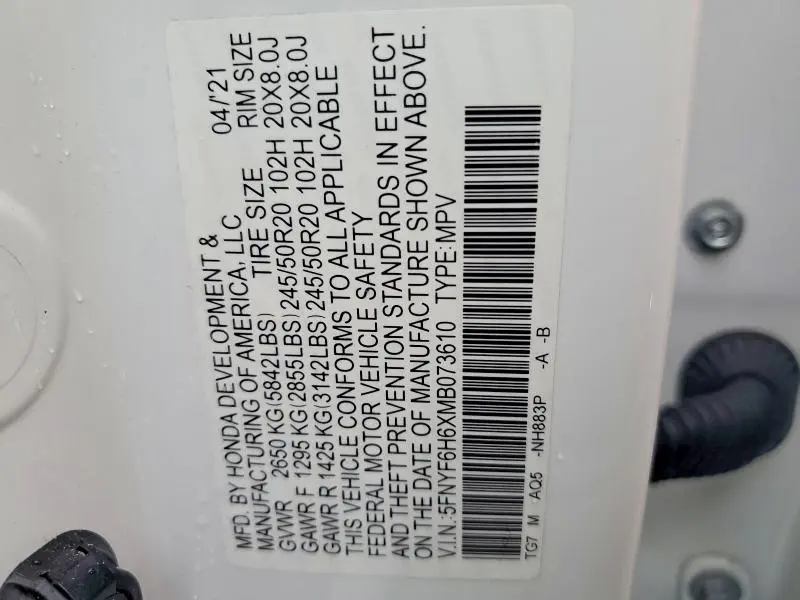 MFD. BY HONDA DEVELOPMENT & 04/'21
MANUFACTURING OF AMERICA, LLC
GVWR 2650 KG(5842LBS) TIRE SIZE RIM SIZE
GAWR F 1295 KG(2855LBS) 245/50R20 102H 20X8.0J
GAWR R 1425 KG(3142LBS) 245/50R20 102H 20X8.0J
THIS VEHICLE CONFORMS TO ALL APPLICABLE
FEDERAL MOTOR VEHICLE SAFETY
AND THEFT PREVENTION STANDARDS IN EFFECT
ON THE DATE OF MANUFACTURE SHOWN ABOVE.
V.I.N.:5FNYF6H6XMB073610 TYPE:MPV
TG7 M AQ5 -NH883P -A -B